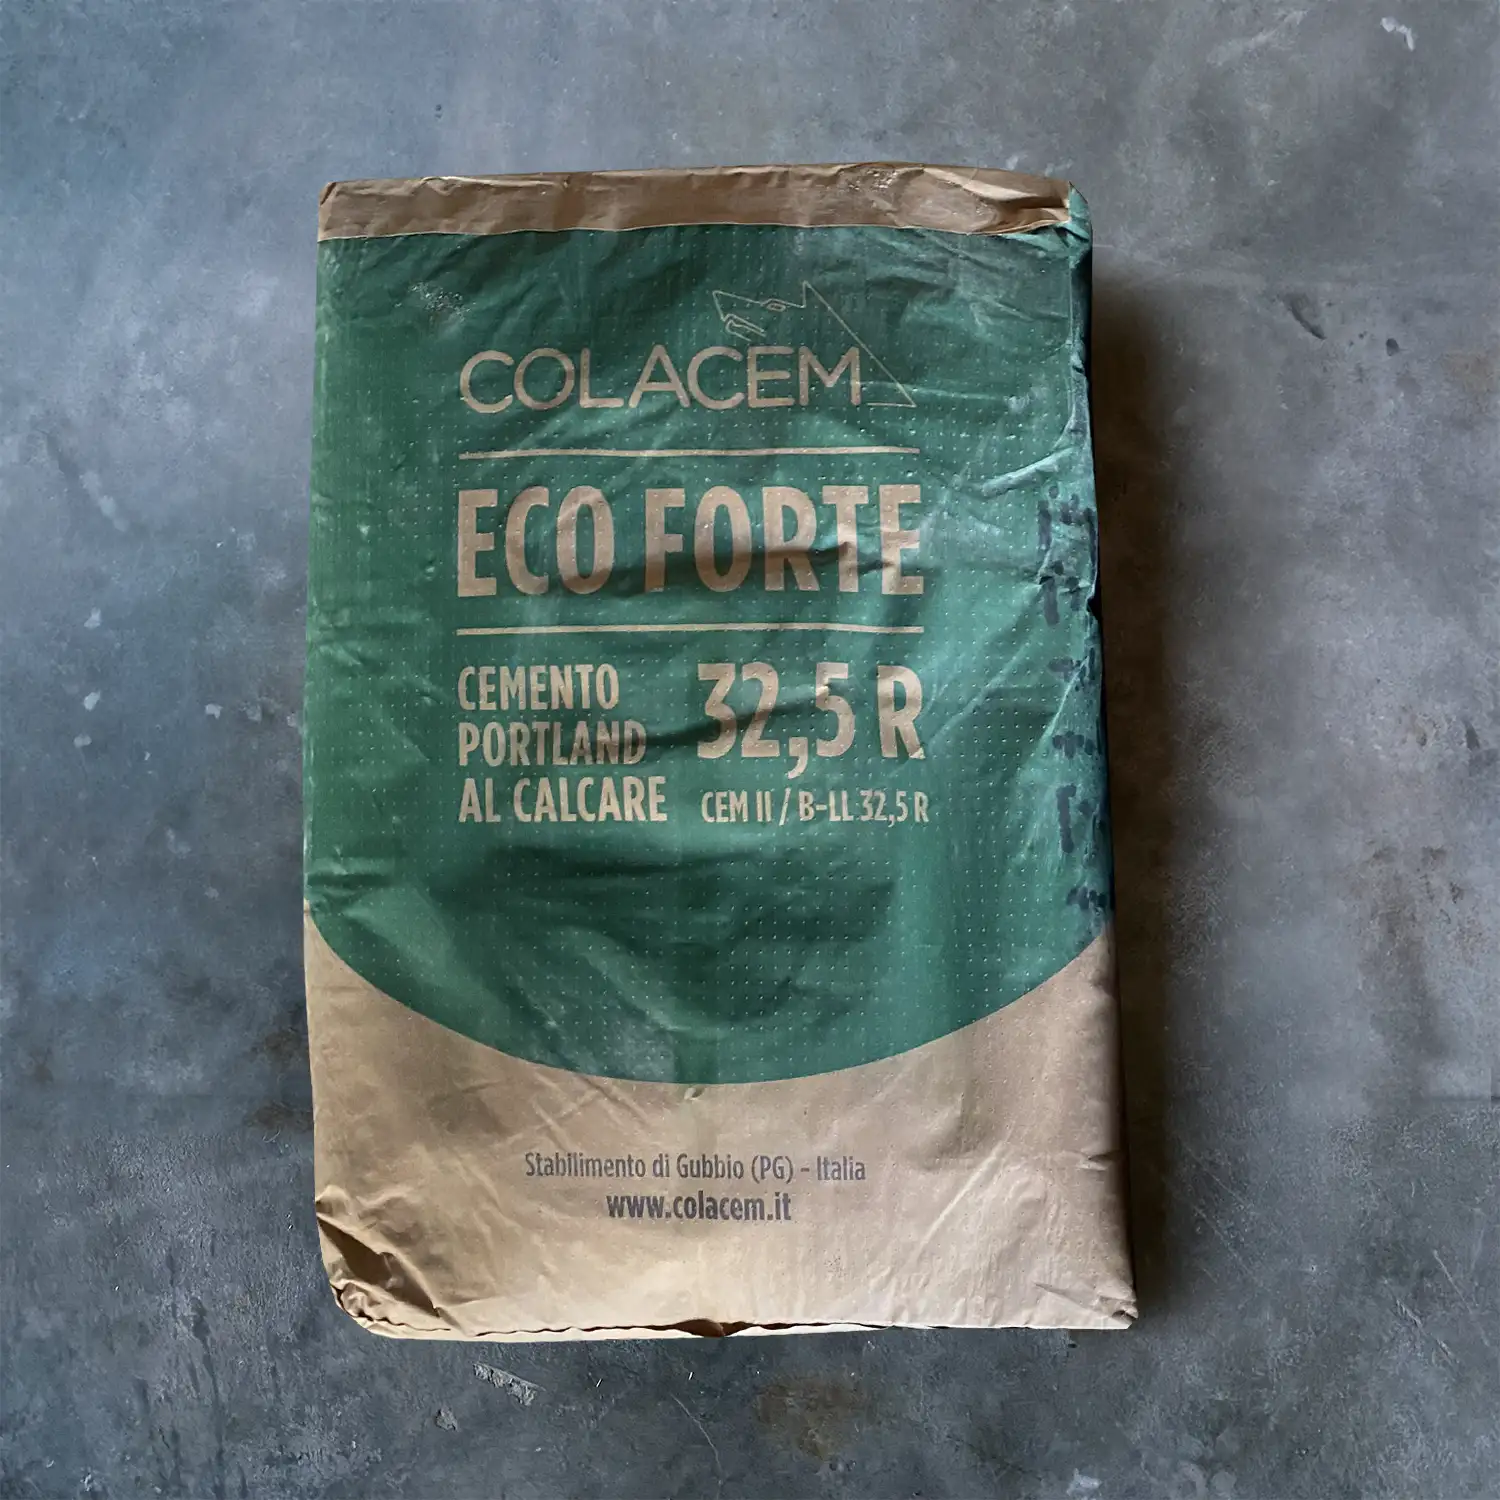 COLACEM
ECO FORTE
CEMENTO
PORTLAND
AL CALCARE
32,5 R
CEM II / B-LL 32,5 R
Stabilimento di Gubbio (PG) - Italia
www.colacem.it